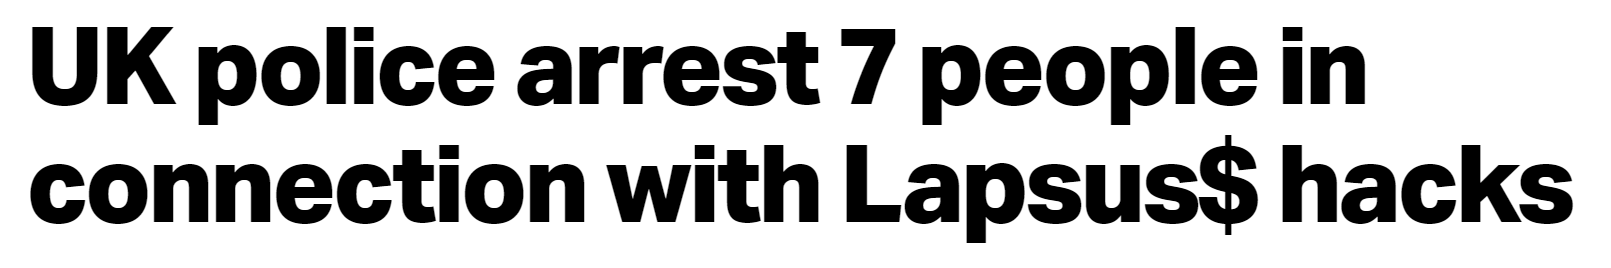 UK police arrest 7 people in
connection with Lapsus$ hacks